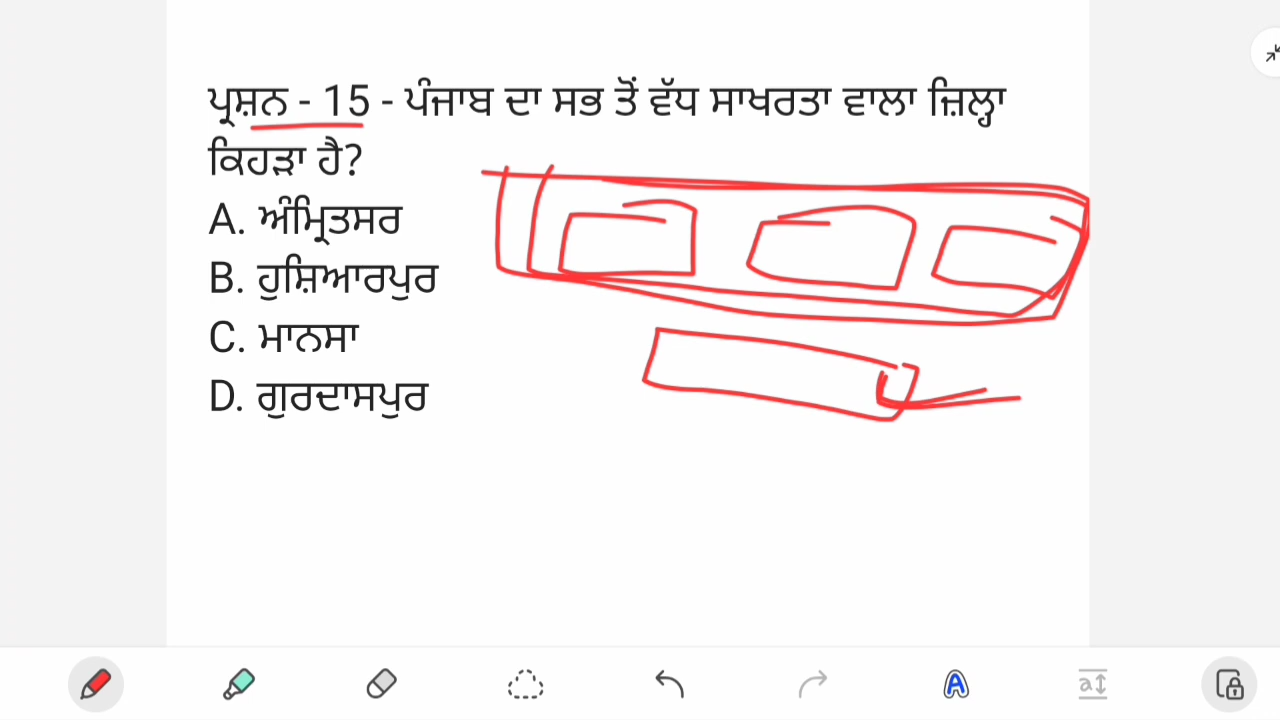 ਪ੍ਰਸ਼ਨ - 15 - ਪੰਜਾਬ ਦਾ ਸਭ ਤੋਂ ਵੱਧ ਸਾਖਰਤਾ ਵਾਲਾ ਜ਼ਿਲ੍ਹਾ
ਕਿਹੜਾ ਹੈ?
A. ਅੰਮ੍ਰਿਤਸਰ
B. ਹੁਸ਼ਿਆਰਪੁਰ
C. ਮਾਨਸਾ
D. ਗੁਰਦਾਸਪੁਰ
A a